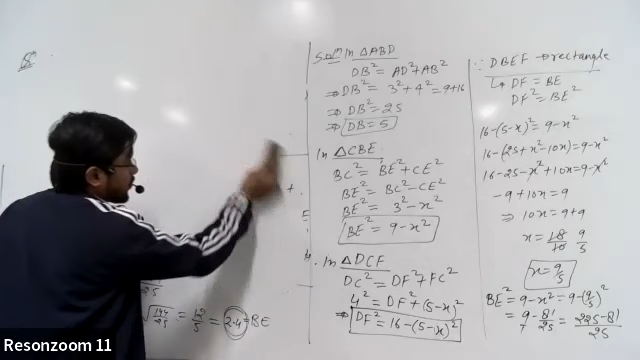 Solⁿ In △ABD
DB² = AD² + AB²
⇒ DB² = 3² + 4² = 9+16
⇒ DB² = 25
⇒ DB = 5
In △CBE
BC² = BE² + CE²
BE² = BC² - CE²
BE² = 3² - x²
BE² = 9 - x²
In △DCF
DC² = DF² + FC²
4² = DF² + (5-x)²
⇒ DF² = 16 - (5-x)²
∵ DBEF → rectangle
↳ DF = BE
DF² = BE²
16-(5-x)² = 9-x²
16-(25+x²-10x) = 9-x²
16-25-x²+10x = 9-x²
-9+10x = 9
⇒ 10x = 9+9
x = 18/10 9/5
x = 9/5
BE² = 9-x² = 9-(9/5)²
= 9 - 81/25 = 225-81/25
25
√144/25 = 12/5 = 2.4 = BE
Resonzoom 11